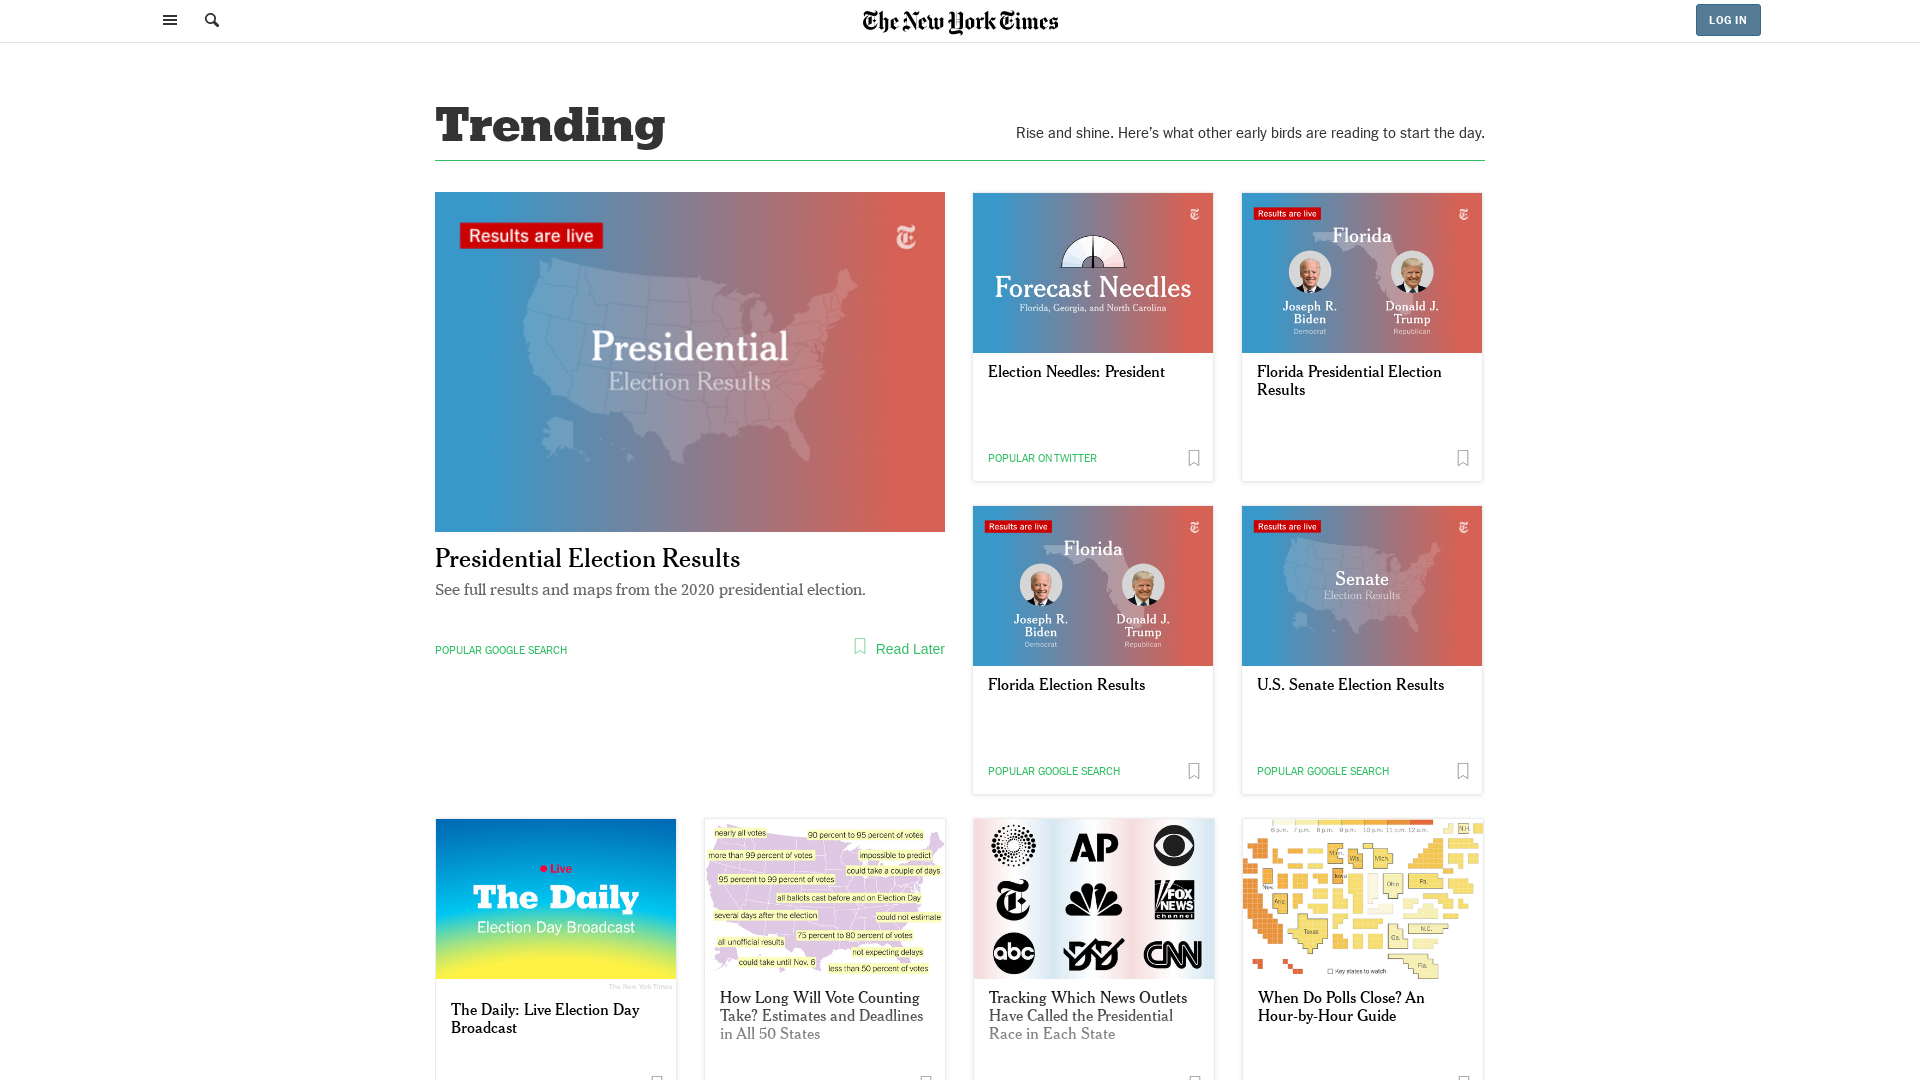 The New York Times
LOG IN
Trending
Rise and shine. Here's what other early birds are reading to start the day.
Results are live
Presidential
Election Results
Presidential Election Results
See full results and maps from the 2020 presidential election.
POPULAR GOOGLE SEARCH
Read Later
Forecast Needles
Florida, Georgia, and North Carolina
Election Needles: President
POPULAR ON TWITTER
Results are live
Florida
Joseph R.
Biden
Democrat
Donald J.
Trump
Republican
Florida Presidential Election
Results
Results are live
Florida
Joseph R.
Biden
Democrat
Donald J.
Trump
Republican
Florida Election Results
POPULAR GOOGLE SEARCH
Results are live
Senate
Election Results
U.S. Senate Election Results
POPULAR GOOGLE SEARCH
Live
The Daily
Election Day Broadcast
The New York Times
The Daily: Live Election Day
Broadcast
nearly all votes
90 percent to 95 percent of votes
more than 99 percent of votes
impossible to predict
could take a couple of days
95 percent to 99 percent of votes
all ballots cast before and on Election Day
several days after the election
could not estimate
75 percent to 80 percent of votes
all unofficial results
not expecting delays
could take until Nov. 6
less than 50 percent of votes
How Long Will Vote Counting
Take? Estimates and Deadlines
in All 50 States
AP
FOX
NEWS
channel
abc
CNN
Tracking Which News Outlets
Have Called the Presidential
Race in Each State
6 p.m. 7 p.m. 8 p.m. 9 p.m. 10 p.m. 11 p.m. 12 a.m.
N.H.
Minn.
Wis.
Mich.
Nev.
Iowa
Ohio
Pa.
Ariz.
Texas
N.C.
Ga.
Fla.
Key states to watch
When Do Polls Close? An
Hour-by-Hour Guide